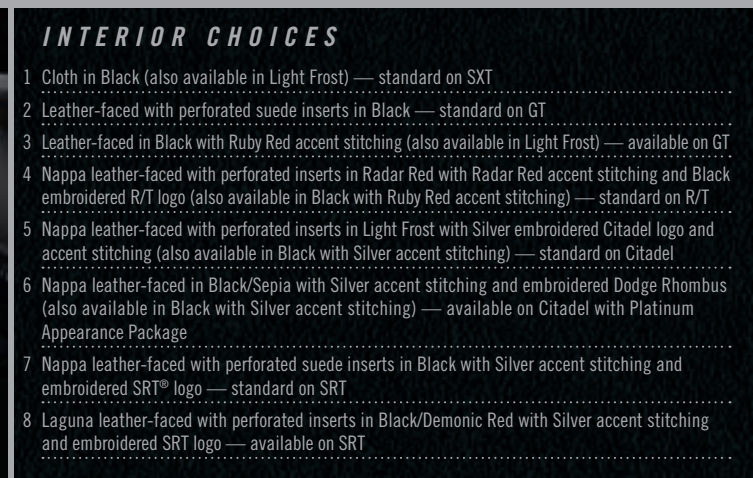 INTERIOR CHOICES
1 Cloth in Black (also available in Light Frost) — standard on SXT
2 Leather-faced with perforated suede inserts in Black — standard on GT
3 Leather-faced in Black with Ruby Red accent stitching (also available in Light Frost) — available on GT
4 Nappa leather-faced with perforated inserts in Radar Red with Radar Red accent stitching and Black
embroidered R/T logo (also available in Black with Ruby Red accent stitching) — standard on R/T
5 Nappa leather-faced with perforated inserts in Light Frost with Silver embroidered Citadel logo and
accent stitching (also available in Black with Silver accent stitching) — standard on Citadel
6 Nappa leather-faced in Black/Sepia with Silver accent stitching and embroidered Dodge Rhombus
(also available in Black with Silver accent stitching) — available on Citadel with Platinum
Appearance Package
7 Nappa leather-faced with perforated suede inserts in Black with Silver accent stitching and
embroidered SRT® logo — standard on SRT
8 Laguna leather-faced with perforated inserts in Black/Demonic Red with Silver accent stitching
and embroidered SRT logo — available on SRT